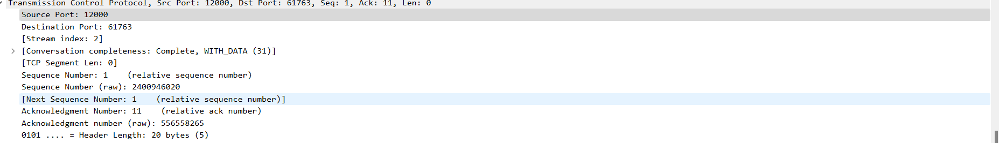 Transmission Control Protocol, Src Port: 12000, Dst Port: 61763, Seq: 1, Ack: 11, Len: 0
Source Port: 12000
Destination Port: 61763
[Stream index: 2]
[Conversation completeness: Complete, WITH_DATA (31)]
[TCP Segment Len: 0]
Sequence Number: 1    (relative sequence number)
Sequence Number (raw): 2400946020
[Next Sequence Number: 1    (relative sequence number)]
Acknowledgment Number: 11    (relative ack number)
Acknowledgment number (raw): 556558265
0101 .... = Header Length: 20 bytes (5)